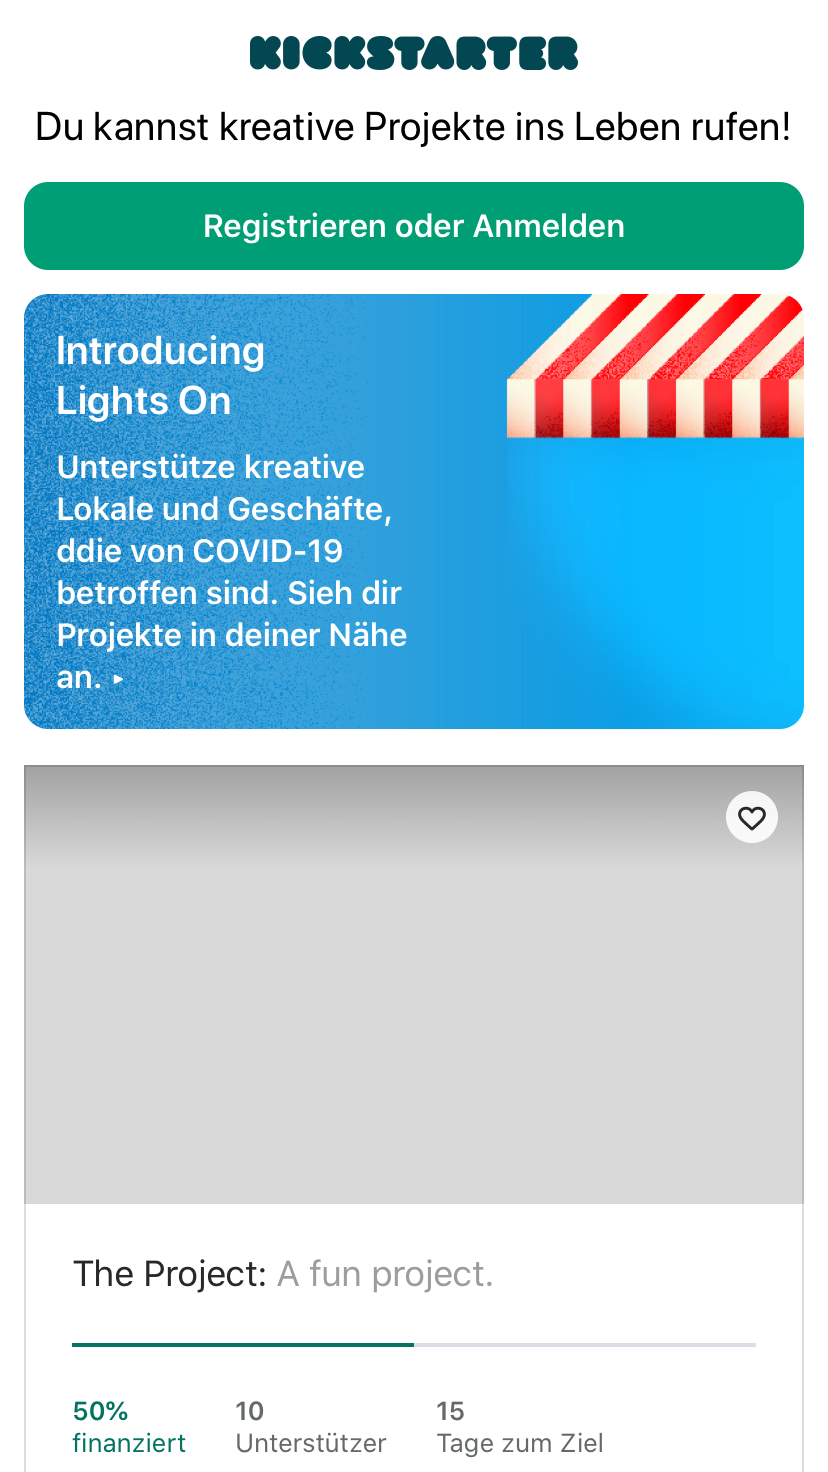 KICKSTARTER
Du kannst kreative Projekte ins Leben rufen!
Registrieren oder Anmelden
Introducing
Lights On
Unterstütze kreative
Lokale und Geschäfte,
ddie von COVID-19
betroffen sind. Sieh dir
Projekte in deiner Nähe
an. ▸
The Project: A fun project.
50% 10 15
finanziert Unterstützer Tage zum Ziel